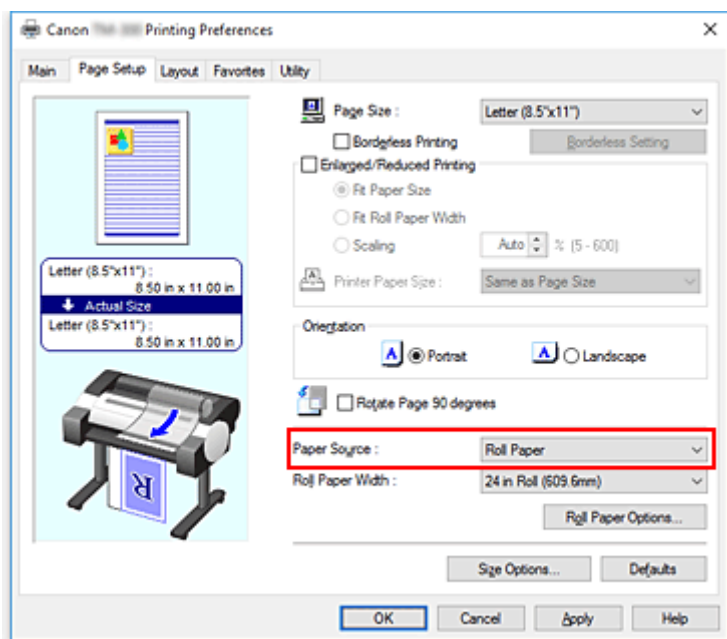 Canon Printing Preferences
Main Page Setup Layout Favorites Utility
Page Size : Letter (8.5"x11")
Borderless Printing Borderless Setting
Enlarged/Reduced Printing
Fit Paper Size
Fit Roll Paper Width
Scaling Auto % (5 - 600)
Printer Paper Size : Same as Page Size
Letter (8.5"x11") :
8.50 in x 11.00 in
Actual Size
Letter (8.5"x11") :
8.50 in x 11.00 in
Orientation
A Portrait A Landscape
Rotate Page 90 degrees
Paper Source : Roll Paper
Roll Paper Width : 24 in Roll (609.6mm)
R
Roll Paper Options...
Size Options... Defaults
OK Cancel Apply Help